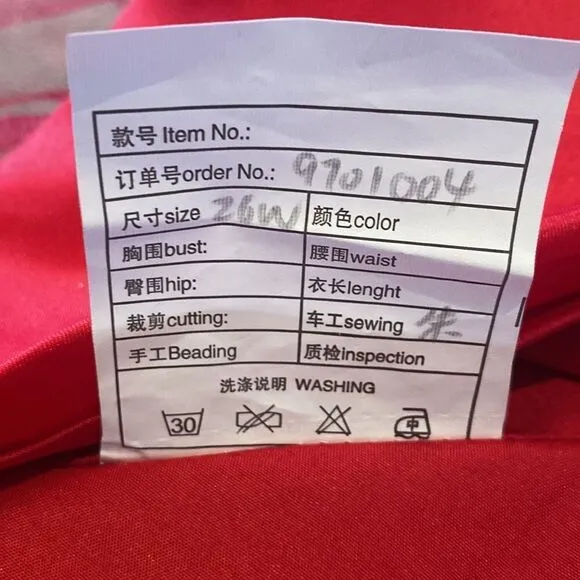 款号 Item No.:
订单号order No.: 9701004
尺寸size 26W 颜色color
胸围bust: 腰围waist
臀围hip: 衣长lenght
裁剪cutting: 车工sewing 朱
手工Beading 质检inspection
洗涤说明 WASHING
30 中